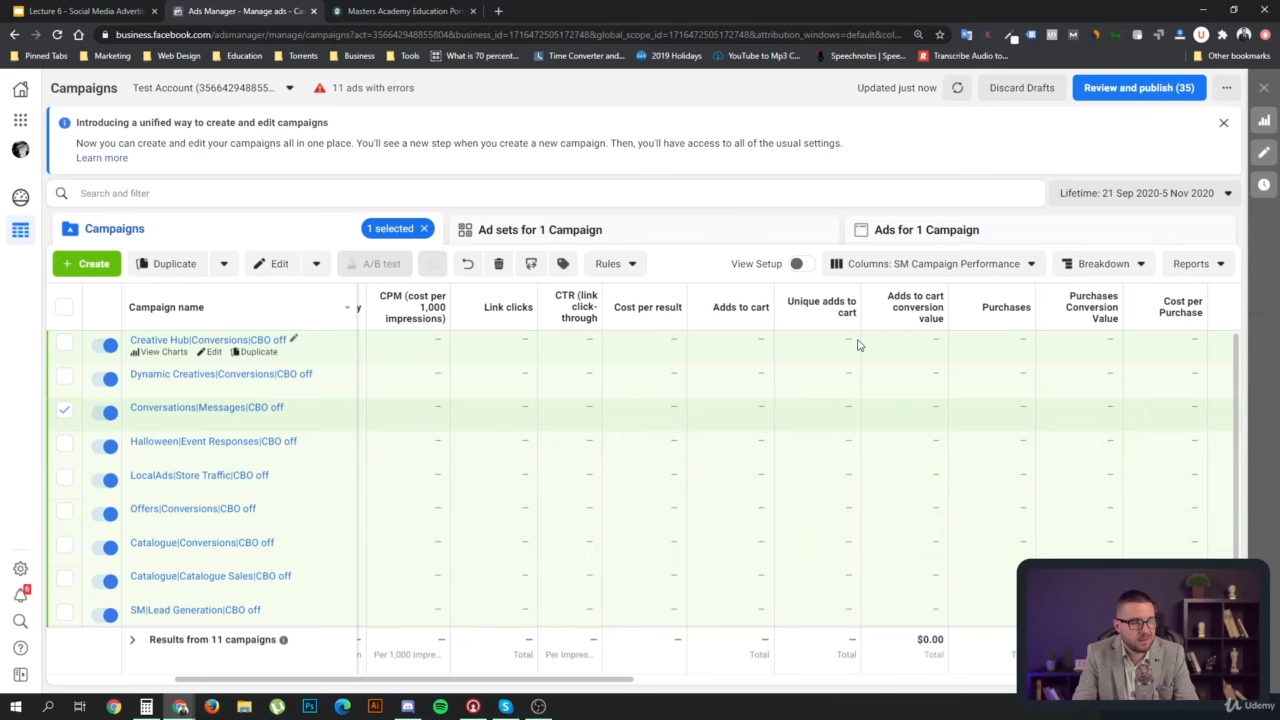 Lecture 6 - Social Media Adverti
Ads Manager - Manage ads - Ca
Masters Academy Education Por
business.facebook.com/adsmanager/manage/campaigns?act=356642948855804&business_id=1716472505172748&global_scope_id=1716472505172748&attribution_windows=default&col...
Pinned Tabs
Marketing
Web Design
Education
Torrents
Business
Tools
What is 70 percent...
Time Converter and...
2019 Holidays
YouTube to Mp3 C...
Speechnotes | Spee...
Transcribe Audio to...
Other bookmarks
Campaigns
Test Account (356642948855...
11 ads with errors
Updated just now
Discard Drafts
Review and publish (35)
Introducing a unified way to create and edit campaigns
Now you can create and edit your campaigns all in one place. You'll see a new step when you create a new campaign. Then, you'll have access to all of the usual settings.
Learn more
Search and filter
Lifetime: 21 Sep 2020-5 Nov 2020
Campaigns
1 selected
Ad sets for 1 Campaign
Ads for 1 Campaign
+ Create
Duplicate
Edit
A/B test
Rules
View Setup
Columns: SM Campaign Performance
Breakdown
Reports
Campaign name
y
CPM (cost per
1,000
impressions)
Link clicks
CTR (link
click-
through
Cost per result
Adds to cart
Unique adds to
cart
Adds to cart
conversion
value
Purchases
Purchases
Conversion
Value
Cost per
Purchase
Creative Hub|Conversions|CBO off
View Charts Edit Duplicate
Dynamic Creatives|Conversions|CBO off
Conversations|Messages|CBO off
Halloween|Event Responses|CBO off
LocalAds|Store Traffic|CBO off
Offers|Conversions|CBO off
Catalogue|Conversions|CBO off
Catalogue|Catalogue Sales|CBO off
SM|Lead Generation|CBO off
Results from 11 campaigns
$0.00
n
Per 1,000 Impre...
Total
Per Impres...
Total
Total
Total
6
Udemy